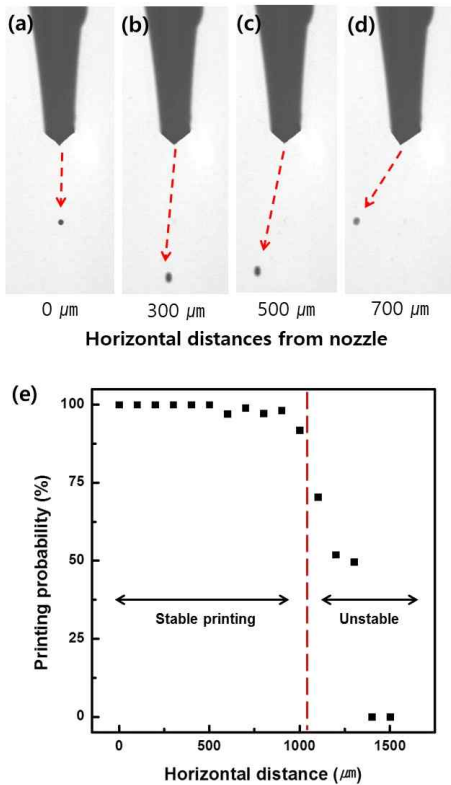 (a) (b) (c) (d)
0 ㎛ 300 ㎛ 500 ㎛ 700 ㎛
Horizontal distances from nozzle
(e)
100
75
50
25
0
Printing probability (%)
Stable printing Unstable
0 500 1000 1500
Horizontal distance (㎛)